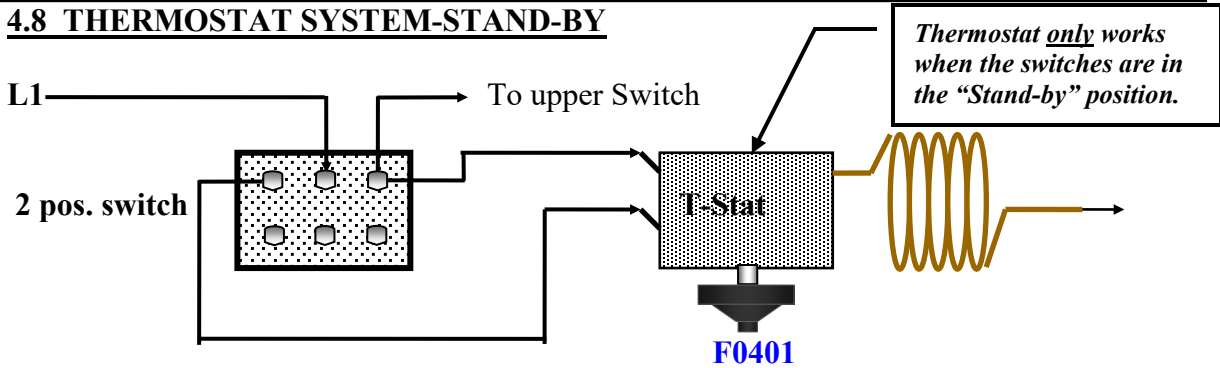 4.8 THERMOSTAT SYSTEM-STAND-BY
Thermostat only works
when the switches are in
the “Stand-by” position.
L1
To upper Switch
2 pos. switch
T-Stat
F0401